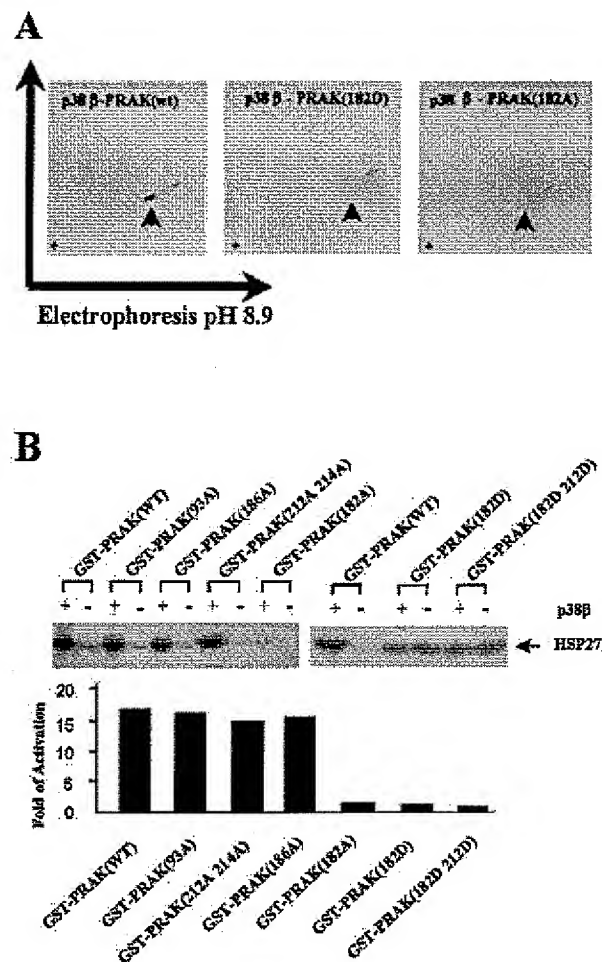 A
p38 β-PRAK(wt)
p38 β - PRAK(182D)
p38 β - PRAK(182A)
+
+
+
Electrophoresis pH 8.9
B
GST-PRAK(WT)
GST-PRAK(93A)
GST-PRAK(186A)
GST-PRAK(212A 214A)
GST-PRAK(182A)
GST-PRAK(WT)
GST-PRAK(182D)
GST-PRAK(182D 212D)
+ - + - + - + - + - + - + - + - p38β
HSP27
Fold of Activation
20
15
10
5
0
GST-PRAK(WT)
GST-PRAK(93A)
GST-PRAK(212A 214A)
GST-PRAK(186A)
GST-PRAK(182A)
GST-PRAK(182D)
GST-PRAK(182D 212D)